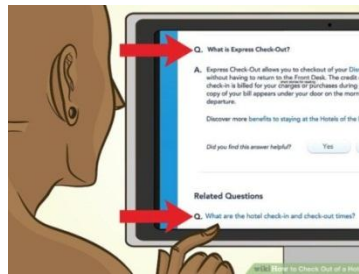 Q. What is Express Check-Out?
A. Express Check-Out allows you to checkout of your Dis
without having to return to the Front Desk. The credit
check-in is billed for your charges or purchases during
copy of your bill appears under your door on the morn
departure.
Discover more benefits to staying at the Hotels of the
Did you find this answer helpful? Yes
Related Questions
Q. What are the hotel check-in and check-out times?
wikiHow to Check Out of a Hot